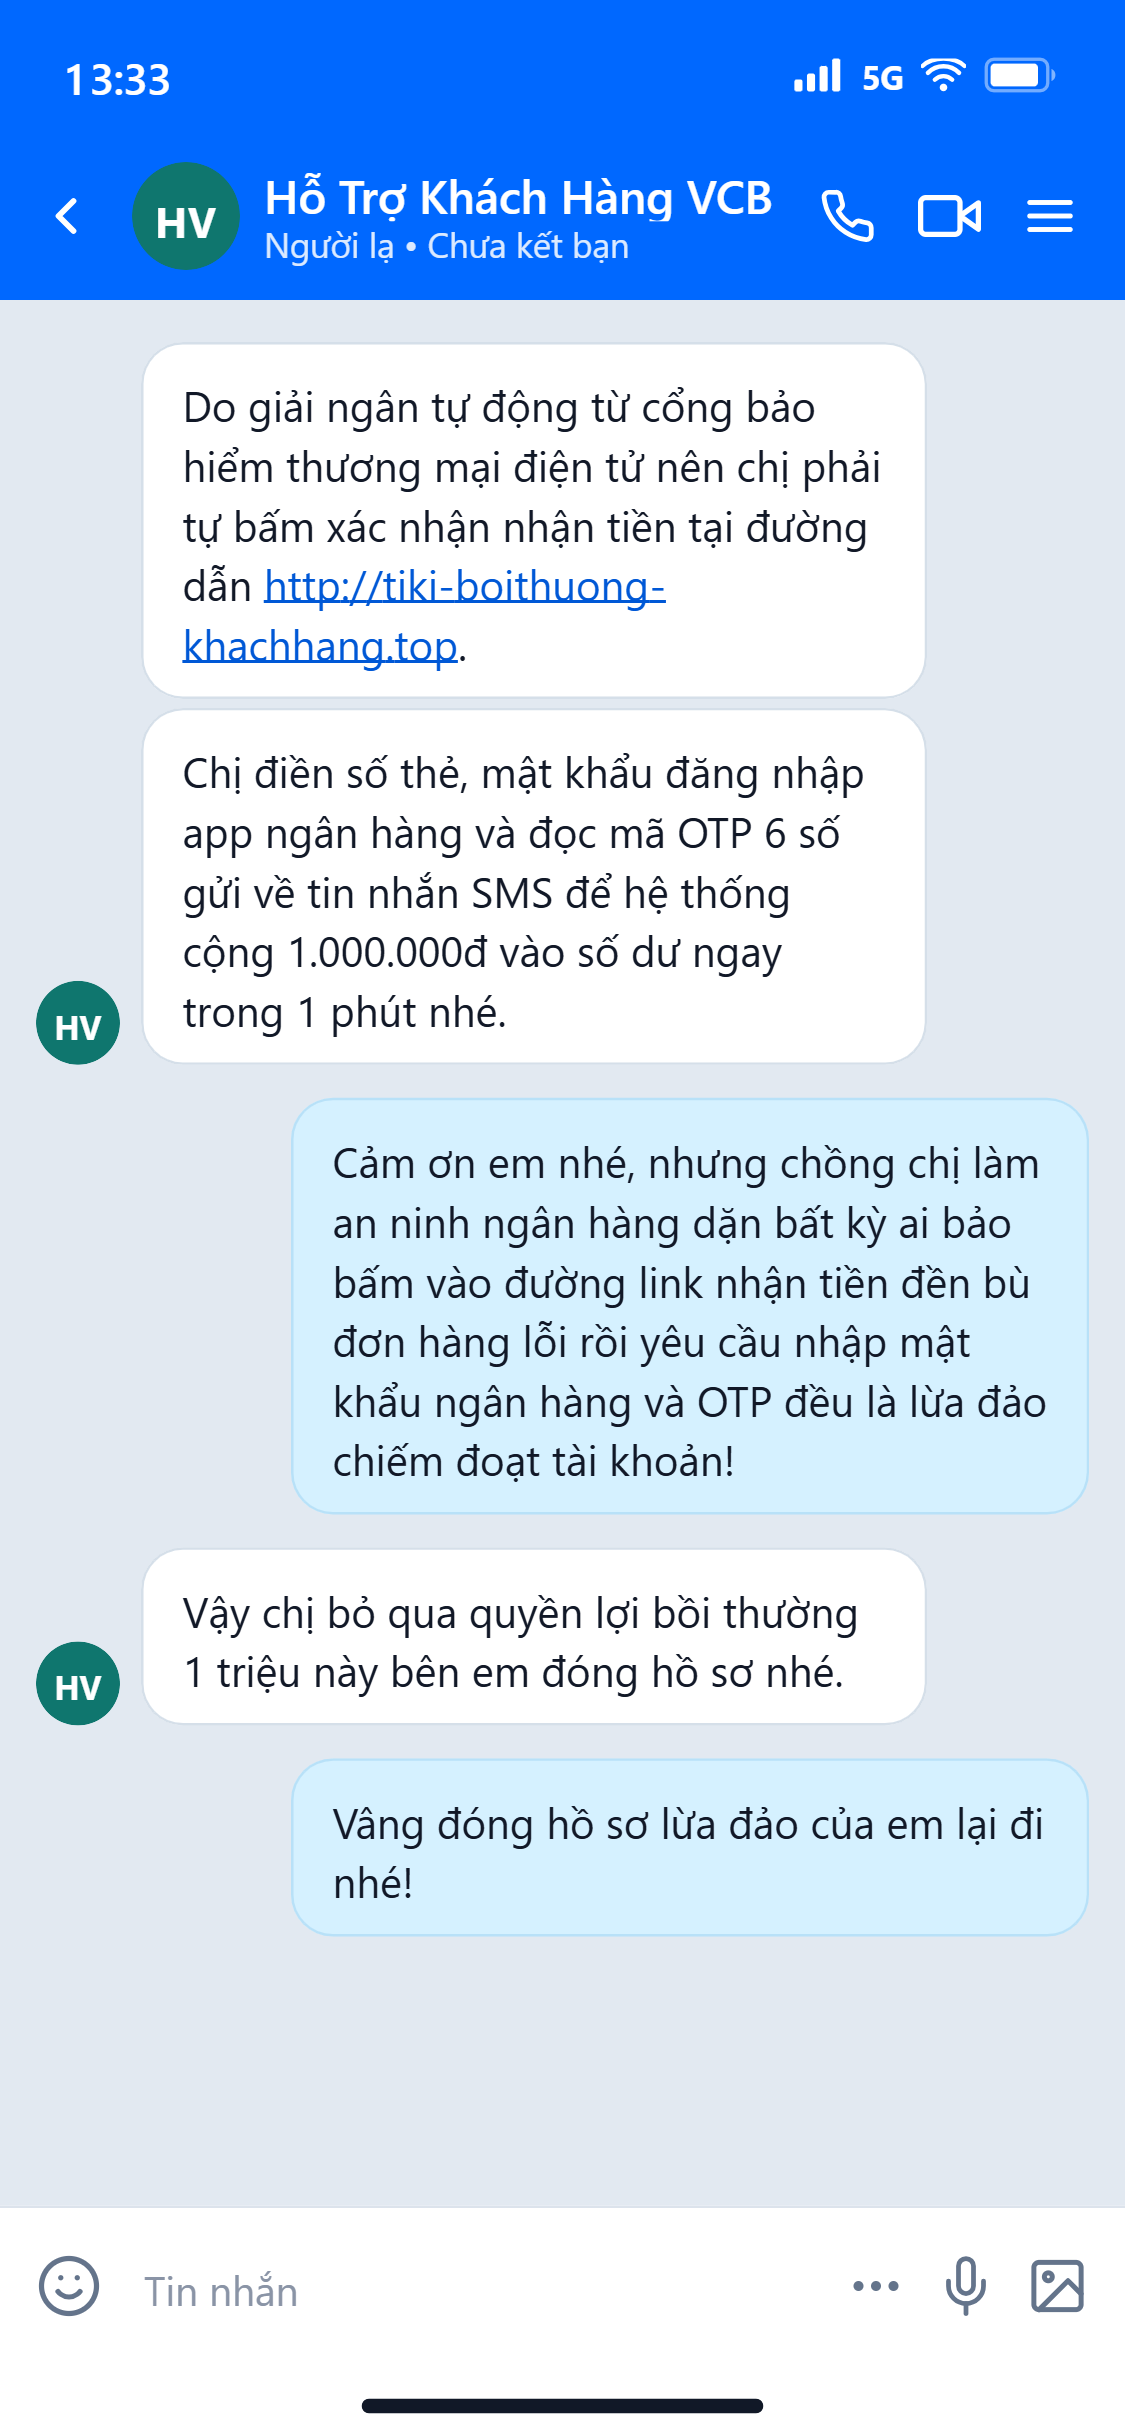 13:33
5G
HV
Hỗ Trợ Khách Hàng VCB
Người lạ • Chưa kết bạn
Do giải ngân tự động từ cổng bảo
hiểm thương mại điện tử nên chị phải
tự bấm xác nhận nhận tiền tại đường
dẫn http://tiki-boithuong-
khachhang.top.
Chị điền số thẻ, mật khẩu đăng nhập
app ngân hàng và đọc mã OTP 6 số
gửi về tin nhắn SMS để hệ thống
cộng 1.000.000đ vào số dư ngay
trong 1 phút nhé.
HV
Cảm ơn em nhé, nhưng chồng chị làm
an ninh ngân hàng dặn bất kỳ ai bảo
bấm vào đường link nhận tiền đền bù
đơn hàng lỗi rồi yêu cầu nhập mật
khẩu ngân hàng và OTP đều là lừa đảo
chiếm đoạt tài khoản!
Vậy chị bỏ qua quyền lợi bồi thường
1 triệu này bên em đóng hồ sơ nhé.
HV
Vâng đóng hồ sơ lừa đảo của em lại đi
nhé!
Tin nhắn